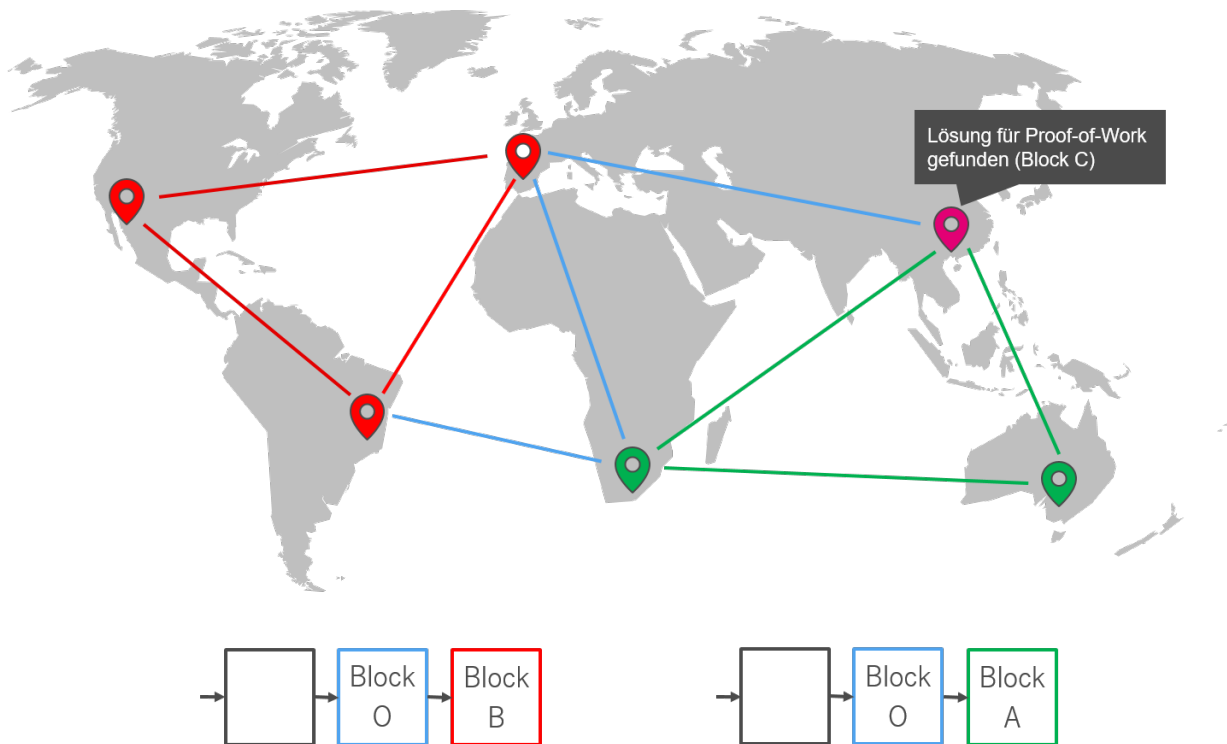 Lösung für Proof-of-Work
gefunden (Block C)
Block
O
Block
B
Block
O
Block
A